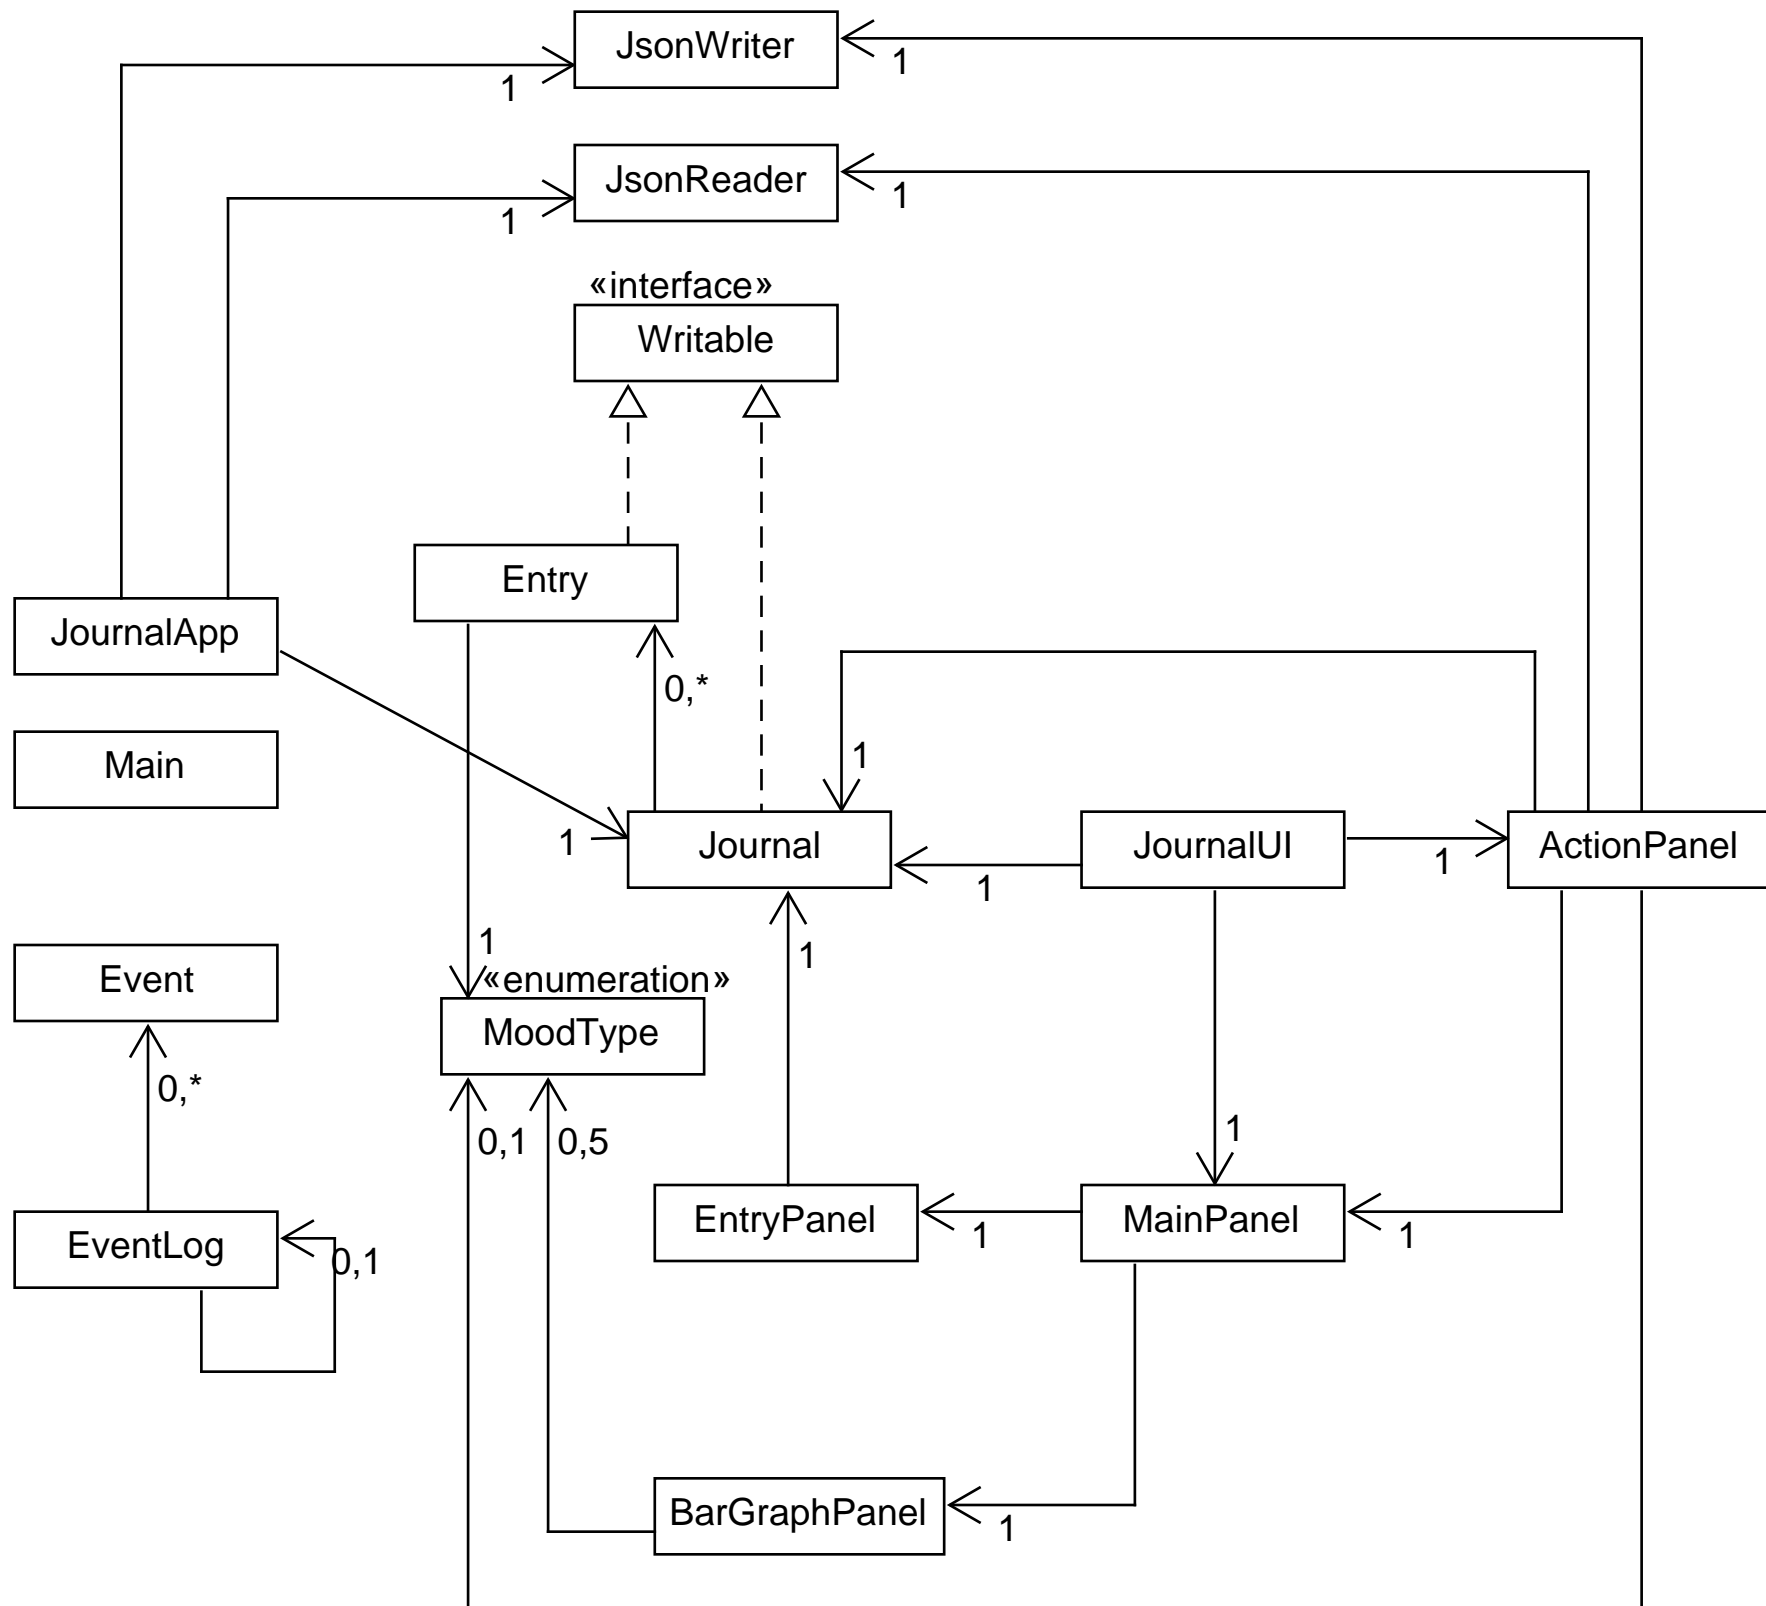 JsonWriter
1
1
JsonReader
1
1
«interface»
Writable
Entry
JournalApp
0,*
Main
1
1
Journal
1
JournalUI
1
ActionPanel
1
1
Event
«enumeration»
MoodType
0,*
0,1
0,5
1
EntryPanel
1
MainPanel
1
EventLog
0,1
BarGraphPanel
1